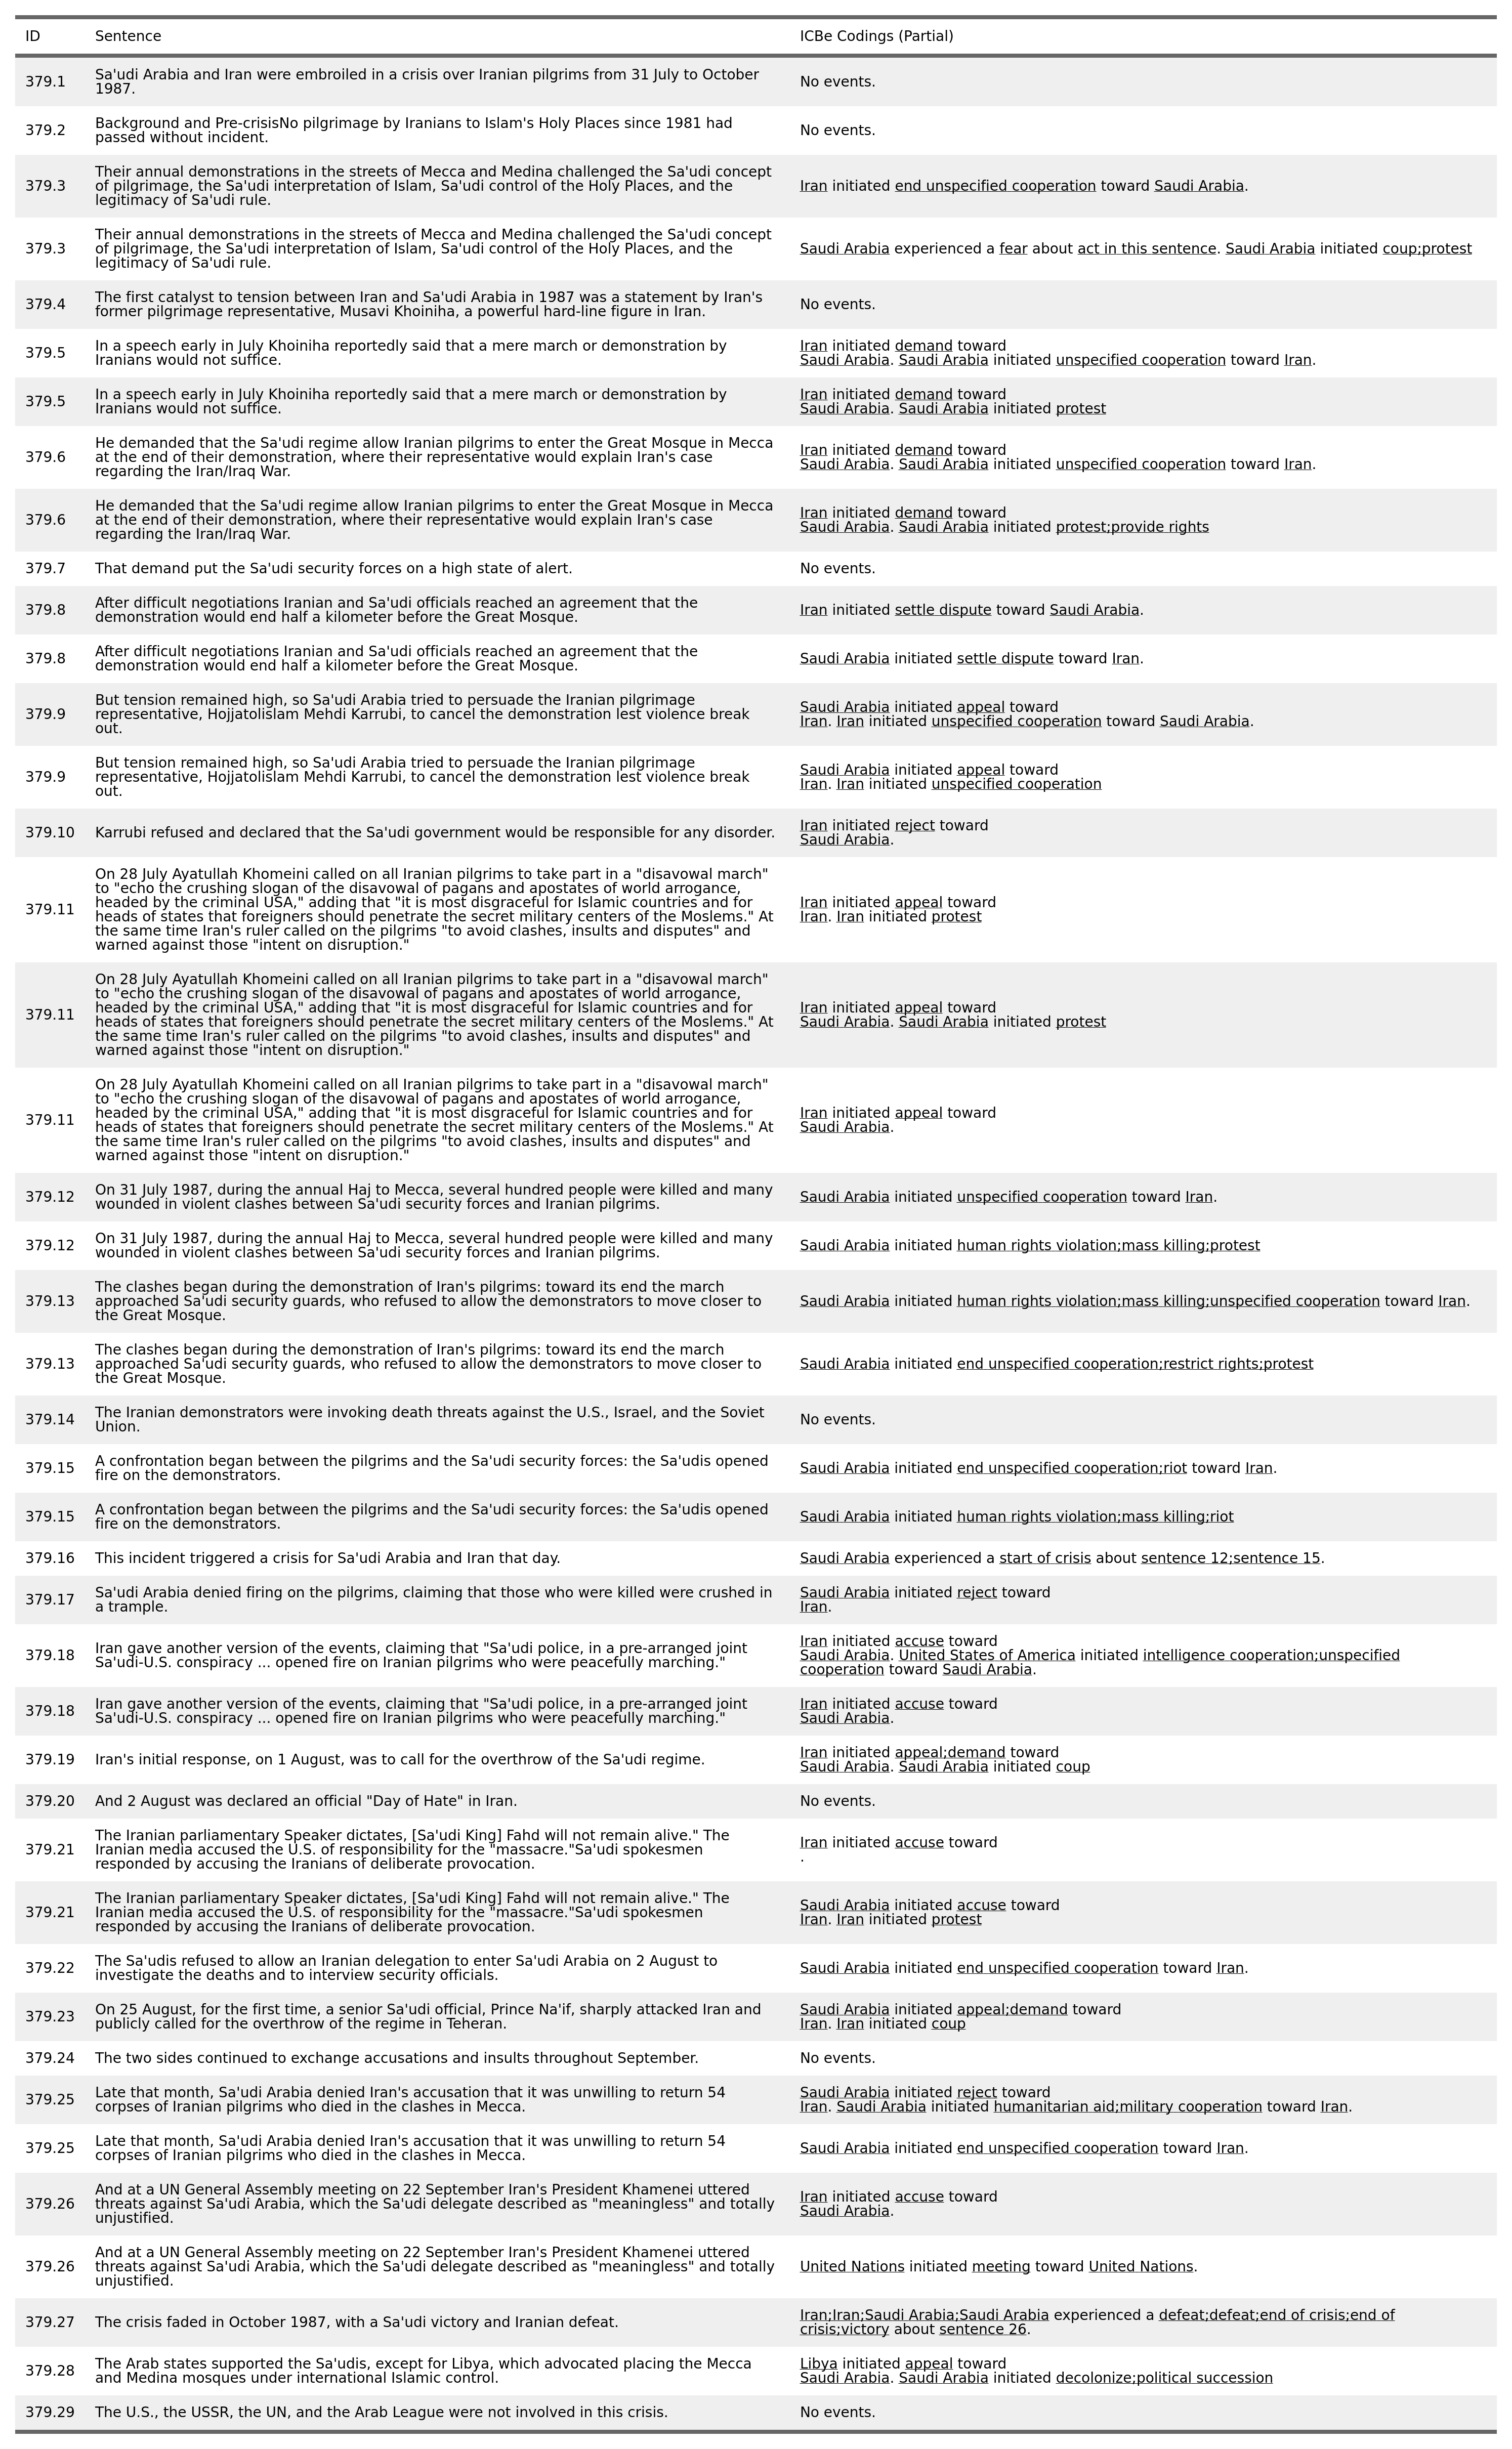 ID Sentence ICBe Codings (Partial)
379.1 Sa'udi Arabia and Iran were embroiled in a crisis over Iranian pilgrims from 31 July to October
1987. No events.
379.2 Background and Pre-crisisNo pilgrimage by Iranians to Islam's Holy Places since 1981 had
passed without incident. No events.
379.3 Their annual demonstrations in the streets of Mecca and Medina challenged the Sa'udi concept
of pilgrimage, the Sa'udi interpretation of Islam, Sa'udi control of the Holy Places, and the
legitimacy of Sa'udi rule. Iran initiated end unspecified cooperation toward Saudi Arabia.
379.3 Their annual demonstrations in the streets of Mecca and Medina challenged the Sa'udi concept
of pilgrimage, the Sa'udi interpretation of Islam, Sa'udi control of the Holy Places, and the
legitimacy of Sa'udi rule. Saudi Arabia experienced a fear about act in this sentence. Saudi Arabia initiated coup;protest
379.4 The first catalyst to tension between Iran and Sa'udi Arabia in 1987 was a statement by Iran's
former pilgrimage representative, Musavi Khoiniha, a powerful hard-line figure in Iran. No events.
379.5 In a speech early in July Khoiniha reportedly said that a mere march or demonstration by
Iranians would not suffice.
Iran initiated demand toward
Saudi Arabia. Saudi Arabia initiated unspecified cooperation toward Iran.
379.5 In a speech early in July Khoiniha reportedly said that a mere march or demonstration by
Iranians would not suffice.
Iran initiated demand toward
Saudi Arabia. Saudi Arabia initiated protest
379.6 He demanded that the Sa'udi regime allow Iranian pilgrims to enter the Great Mosque in Mecca
at the end of their demonstration, where their representative would explain Iran's case
regarding the Iran/Iraq War.
Iran initiated demand toward
Saudi Arabia. Saudi Arabia initiated unspecified cooperation toward Iran.
379.6 He demanded that the Sa'udi regime allow Iranian pilgrims to enter the Great Mosque in Mecca
at the end of their demonstration, where their representative would explain Iran's case
regarding the Iran/Iraq War.
Iran initiated demand toward
Saudi Arabia. Saudi Arabia initiated protest;provide rights
379.7 That demand put the Sa'udi security forces on a high state of alert. No events.
379.8 After difficult negotiations Iranian and Sa'udi officials reached an agreement that the
demonstration would end half a kilometer before the Great Mosque. Iran initiated settle dispute toward Saudi Arabia.
379.8 After difficult negotiations Iranian and Sa'udi officials reached an agreement that the
demonstration would end half a kilometer before the Great Mosque. Saudi Arabia initiated settle dispute toward Iran.
379.9 But tension remained high, so Sa'udi Arabia tried to persuade the Iranian pilgrimage
representative, Hojjatolislam Mehdi Karrubi, to cancel the demonstration lest violence break
out.
Saudi Arabia initiated appeal toward
Iran. Iran initiated unspecified cooperation toward Saudi Arabia.
379.9 But tension remained high, so Sa'udi Arabia tried to persuade the Iranian pilgrimage
representative, Hojjatolislam Mehdi Karrubi, to cancel the demonstration lest violence break
out.
Saudi Arabia initiated appeal toward
Iran. Iran initiated unspecified cooperation
379.10 Karrubi refused and declared that the Sa'udi government would be responsible for any disorder.
Iran initiated reject toward
Saudi Arabia.
379.11 On 28 July Ayatullah Khomeini called on all Iranian pilgrims to take part in a "disavowal march"
to "echo the crushing slogan of the disavowal of pagans and apostates of world arrogance,
headed by the criminal USA," adding that "it is most disgraceful for Islamic countries and for
heads of states that foreigners should penetrate the secret military centers of the Moslems." At
the same time Iran's ruler called on the pilgrims "to avoid clashes, insults and disputes" and
warned against those "intent on disruption."
Iran initiated appeal toward
Iran. Iran initiated protest
379.11 On 28 July Ayatullah Khomeini called on all Iranian pilgrims to take part in a "disavowal march"
to "echo the crushing slogan of the disavowal of pagans and apostates of world arrogance,
headed by the criminal USA," adding that "it is most disgraceful for Islamic countries and for
heads of states that foreigners should penetrate the secret military centers of the Moslems." At
the same time Iran's ruler called on the pilgrims "to avoid clashes, insults and disputes" and
warned against those "intent on disruption."
Iran initiated appeal toward
Saudi Arabia. Saudi Arabia initiated protest
379.11 On 28 July Ayatullah Khomeini called on all Iranian pilgrims to take part in a "disavowal march"
to "echo the crushing slogan of the disavowal of pagans and apostates of world arrogance,
headed by the criminal USA," adding that "it is most disgraceful for Islamic countries and for
heads of states that foreigners should penetrate the secret military centers of the Moslems." At
the same time Iran's ruler called on the pilgrims "to avoid clashes, insults and disputes" and
warned against those "intent on disruption."
Iran initiated appeal toward
Saudi Arabia.
379.12 On 31 July 1987, during the annual Haj to Mecca, several hundred people were killed and many
wounded in violent clashes between Sa'udi security forces and Iranian pilgrims. Saudi Arabia initiated unspecified cooperation toward Iran.
379.12 On 31 July 1987, during the annual Haj to Mecca, several hundred people were killed and many
wounded in violent clashes between Sa'udi security forces and Iranian pilgrims. Saudi Arabia initiated human rights violation;mass killing;protest
379.13 The clashes began during the demonstration of Iran's pilgrims: toward its end the march
approached Sa'udi security guards, who refused to allow the demonstrators to move closer to
the Great Mosque. Saudi Arabia initiated human rights violation;mass killing;unspecified cooperation toward Iran.
379.13 The clashes began during the demonstration of Iran's pilgrims: toward its end the march
approached Sa'udi security guards, who refused to allow the demonstrators to move closer to
the Great Mosque. Saudi Arabia initiated end unspecified cooperation;restrict rights;protest
379.14 The Iranian demonstrators were invoking death threats against the U.S., Israel, and the Soviet
Union. No events.
379.15 A confrontation began between the pilgrims and the Sa'udi security forces: the Sa'udis opened
fire on the demonstrators. Saudi Arabia initiated end unspecified cooperation;riot toward Iran.
379.15 A confrontation began between the pilgrims and the Sa'udi security forces: the Sa'udis opened
fire on the demonstrators. Saudi Arabia initiated human rights violation;mass killing;riot
379.16 This incident triggered a crisis for Sa'udi Arabia and Iran that day. Saudi Arabia experienced a start of crisis about sentence 12;sentence 15.
379.17 Sa'udi Arabia denied firing on the pilgrims, claiming that those who were killed were crushed in
a trample.
Saudi Arabia initiated reject toward
Iran.
379.18 Iran gave another version of the events, claiming that "Sa'udi police, in a pre-arranged joint
Sa'udi-U.S. conspiracy ... opened fire on Iranian pilgrims who were peacefully marching."
Iran initiated accuse toward
Saudi Arabia. United States of America initiated intelligence cooperation;unspecified
cooperation toward Saudi Arabia.
379.18 Iran gave another version of the events, claiming that "Sa'udi police, in a pre-arranged joint
Sa'udi-U.S. conspiracy ... opened fire on Iranian pilgrims who were peacefully marching."
Iran initiated accuse toward
Saudi Arabia.
379.19 Iran's initial response, on 1 August, was to call for the overthrow of the Sa'udi regime.
Iran initiated appeal;demand toward
Saudi Arabia. Saudi Arabia initiated coup
379.20 And 2 August was declared an official "Day of Hate" in Iran. No events.
379.21 The Iranian parliamentary Speaker dictates, [Sa'udi King] Fahd will not remain alive." The
Iranian media accused the U.S. of responsibility for the "massacre."Sa'udi spokesmen
responded by accusing the Iranians of deliberate provocation.
Iran initiated accuse toward
.
379.21 The Iranian parliamentary Speaker dictates, [Sa'udi King] Fahd will not remain alive." The
Iranian media accused the U.S. of responsibility for the "massacre."Sa'udi spokesmen
responded by accusing the Iranians of deliberate provocation.
Saudi Arabia initiated accuse toward
Iran. Iran initiated protest
379.22 The Sa'udis refused to allow an Iranian delegation to enter Sa'udi Arabia on 2 August to
investigate the deaths and to interview security officials. Saudi Arabia initiated end unspecified cooperation toward Iran.
379.23 On 25 August, for the first time, a senior Sa'udi official, Prince Na'if, sharply attacked Iran and
publicly called for the overthrow of the regime in Teheran.
Saudi Arabia initiated appeal;demand toward
Iran. Iran initiated coup
379.24 The two sides continued to exchange accusations and insults throughout September. No events.
379.25 Late that month, Sa'udi Arabia denied Iran's accusation that it was unwilling to return 54
corpses of Iranian pilgrims who died in the clashes in Mecca.
Saudi Arabia initiated reject toward
Iran. Saudi Arabia initiated humanitarian aid;military cooperation toward Iran.
379.25 Late that month, Sa'udi Arabia denied Iran's accusation that it was unwilling to return 54
corpses of Iranian pilgrims who died in the clashes in Mecca. Saudi Arabia initiated end unspecified cooperation toward Iran.
379.26 And at a UN General Assembly meeting on 22 September Iran's President Khamenei uttered
threats against Sa'udi Arabia, which the Sa'udi delegate described as "meaningless" and totally
unjustified.
Iran initiated accuse toward
Saudi Arabia.
379.26 And at a UN General Assembly meeting on 22 September Iran's President Khamenei uttered
threats against Sa'udi Arabia, which the Sa'udi delegate described as "meaningless" and totally
unjustified. United Nations initiated meeting toward United Nations.
379.27 The crisis faded in October 1987, with a Sa'udi victory and Iranian defeat.
Iran;Iran;Saudi Arabia;Saudi Arabia experienced a defeat;defeat;end of crisis;end of
crisis;victory about sentence 26.
379.28 The Arab states supported the Sa'udis, except for Libya, which advocated placing the Mecca
and Medina mosques under international Islamic control.
Libya initiated appeal toward
Saudi Arabia. Saudi Arabia initiated decolonize;political succession
379.29 The U.S., the USSR, the UN, and the Arab League were not involved in this crisis. No events.